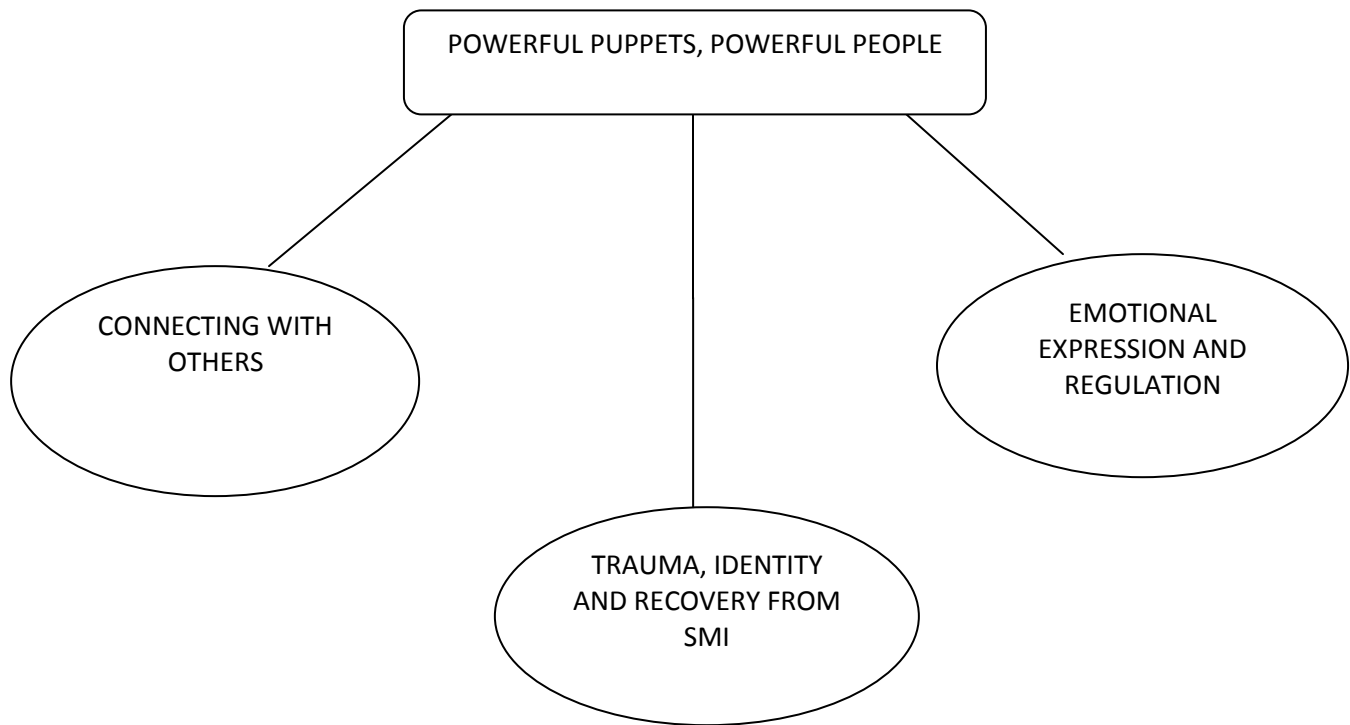 POWERFUL PUPPETS, POWERFUL PEOPLE
CONNECTING WITH
OTHERS
EMOTIONAL
EXPRESSION AND
REGULATION
TRAUMA, IDENTITY
AND RECOVERY FROM
SMI